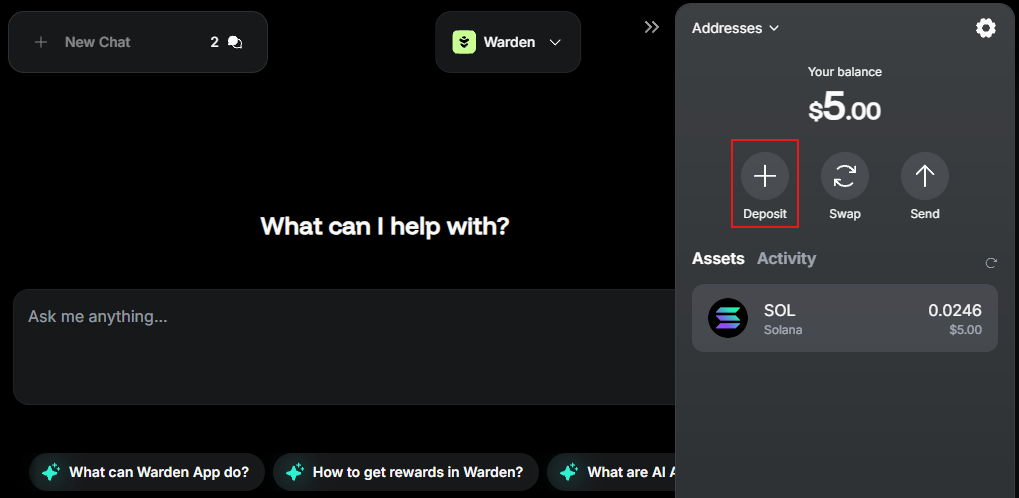 New Chat
2
Warden
Addresses
Your balance
$5.00
Deposit
Swap
Send
What can I help with?
Assets
Activity
SOL
0.0246
Solana
$5.00
Ask me anything...
What can Warden App do?
How to get rewards in Warden?
What are AI